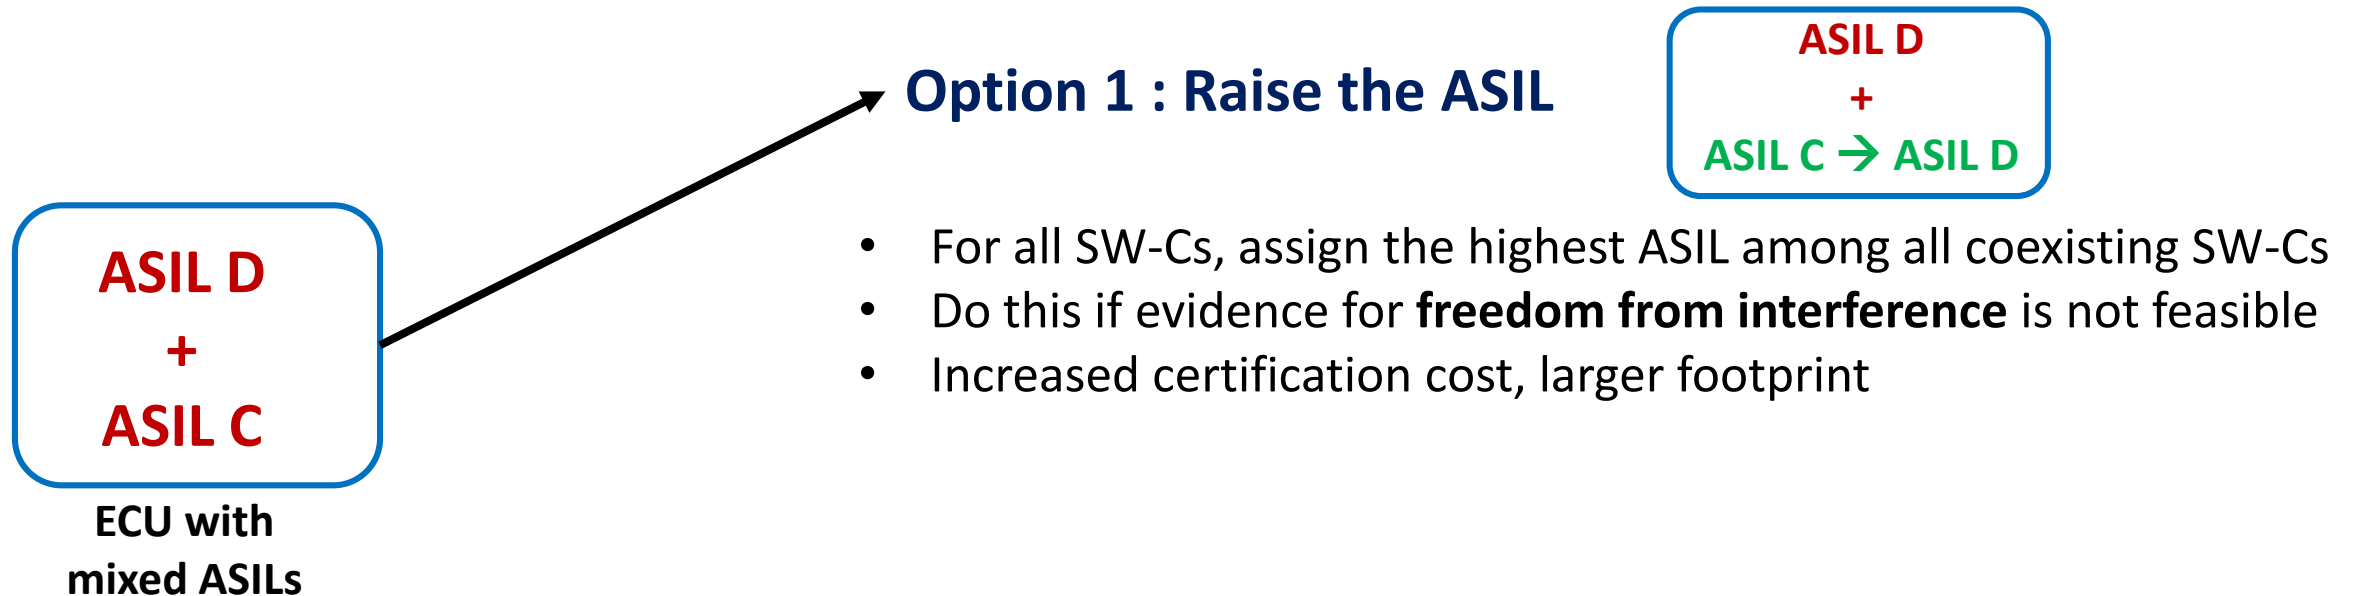 ASIL D
+
ASIL C
ECU with
mixed ASILs
Option 1 : Raise the ASIL
ASIL D
+
ASIL C → ASIL D
• For all SW-Cs, assign the highest ASIL among all coexisting SW-Cs
• Do this if evidence for freedom from interference is not feasible
• Increased certification cost, larger footprint